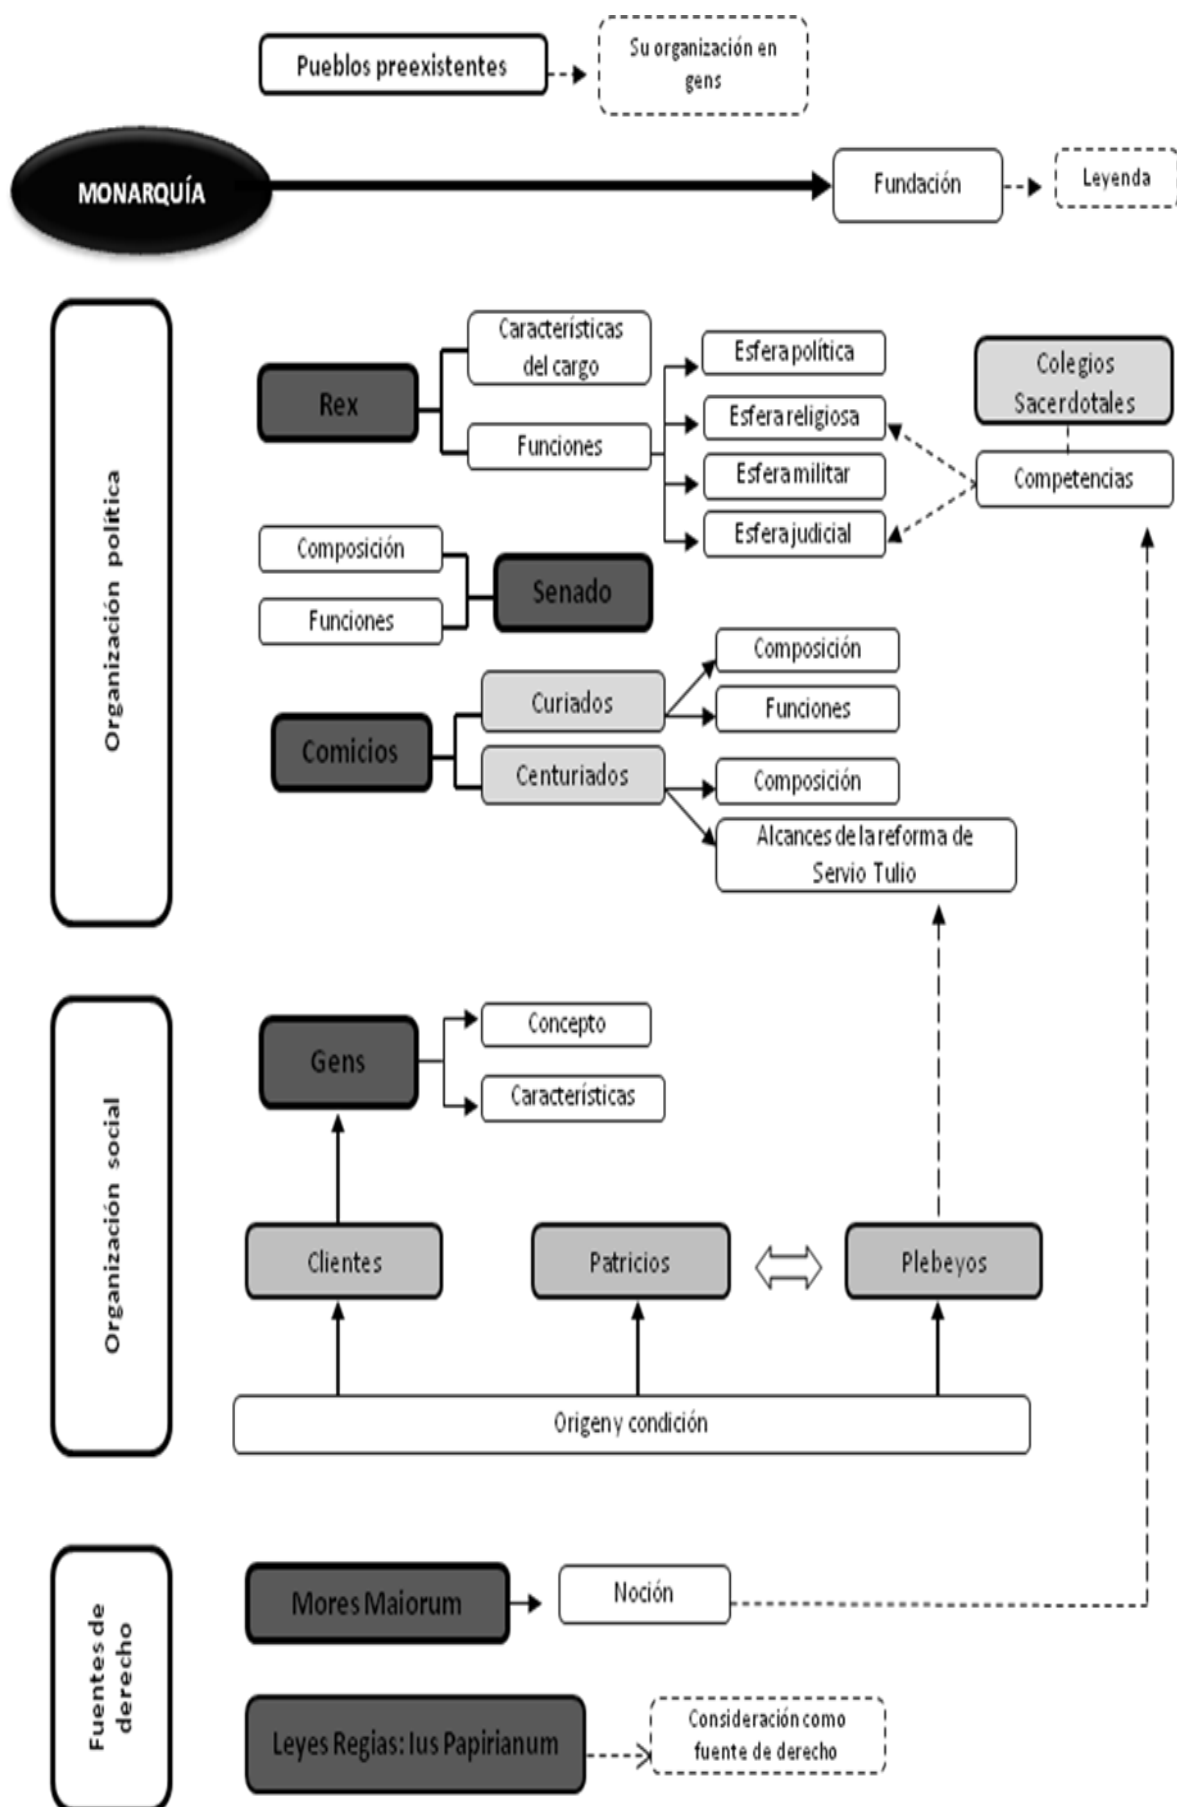 Pueblos preexistentes
Su organización en
gens
MONARQUÍA
Fundación
Leyenda
Organización política
Rex
Características
del cargo
Funciones
Esfera política
Esfera religiosa
Esfera militar
Esfera judicial
Colegios
Sacerdotales
Competencias
Composición
Funciones
Senado
Comicios
Curiados
Centuriados
Composición
Funciones
Composición
Alcances de la reforma de
Servio Tulio
Organización social
Gens
Concepto
Características
Clientes
Patricios
Plebeyos
Origen y condición
Fuentes de
derecho
Mores Maiorum
Noción
Leyes Regias: Ius Papirianum
Consideración como
fuente de derecho